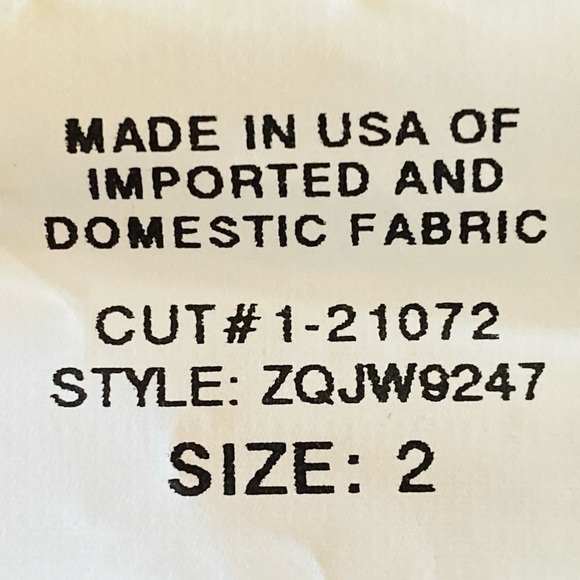 MADE IN USA OF
IMPORTED AND
DOMESTIC FABRIC
CUT# 1-21072
STYLE: ZQJW9247
SIZE: 2